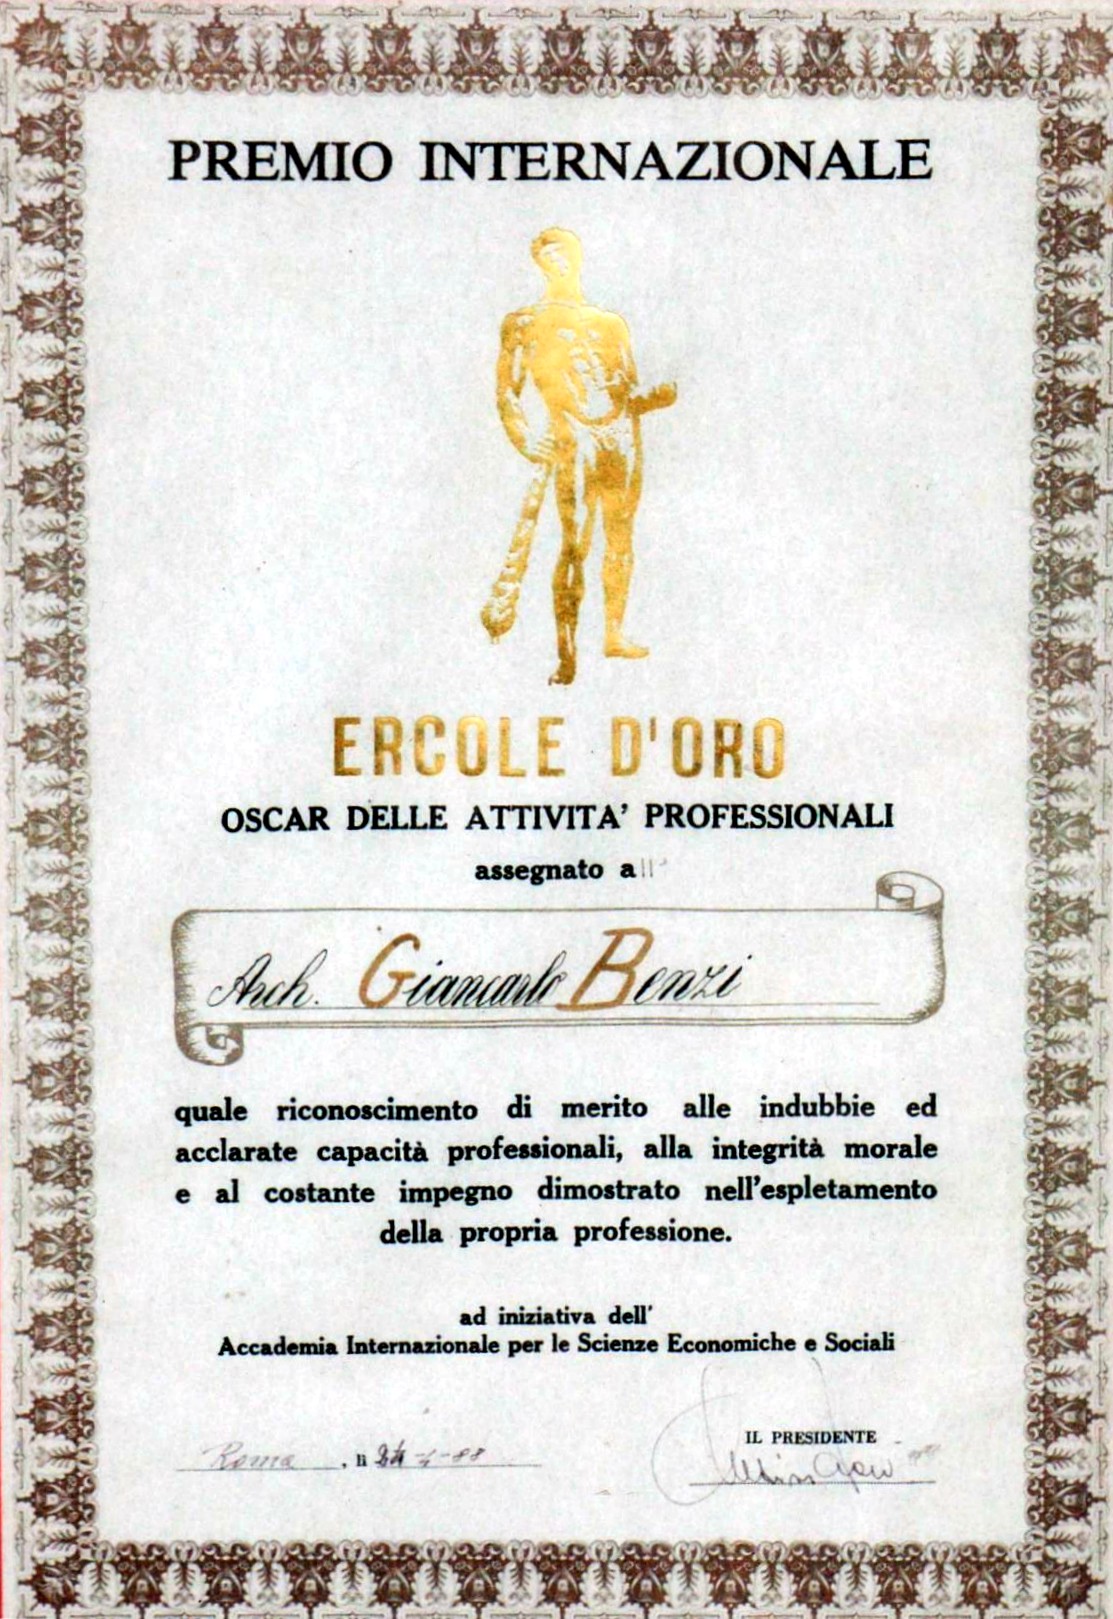 PREMIO INTERNAZIONALE
ERCOLE D'ORO
OSCAR DELLE ATTIVITA' PROFESSIONALI
assegnato all'
Arch. Giancarlo Benzi
quale riconoscimento di merito alle indubbie ed
acclarate capacità professionali, alla integrità morale
e al costante impegno dimostrato nell'espletamento
della propria professione.
ad iniziativa dell'
Accademia Internazionale per le Scienze Economiche e Sociali
IL PRESIDENTE
Roma, li